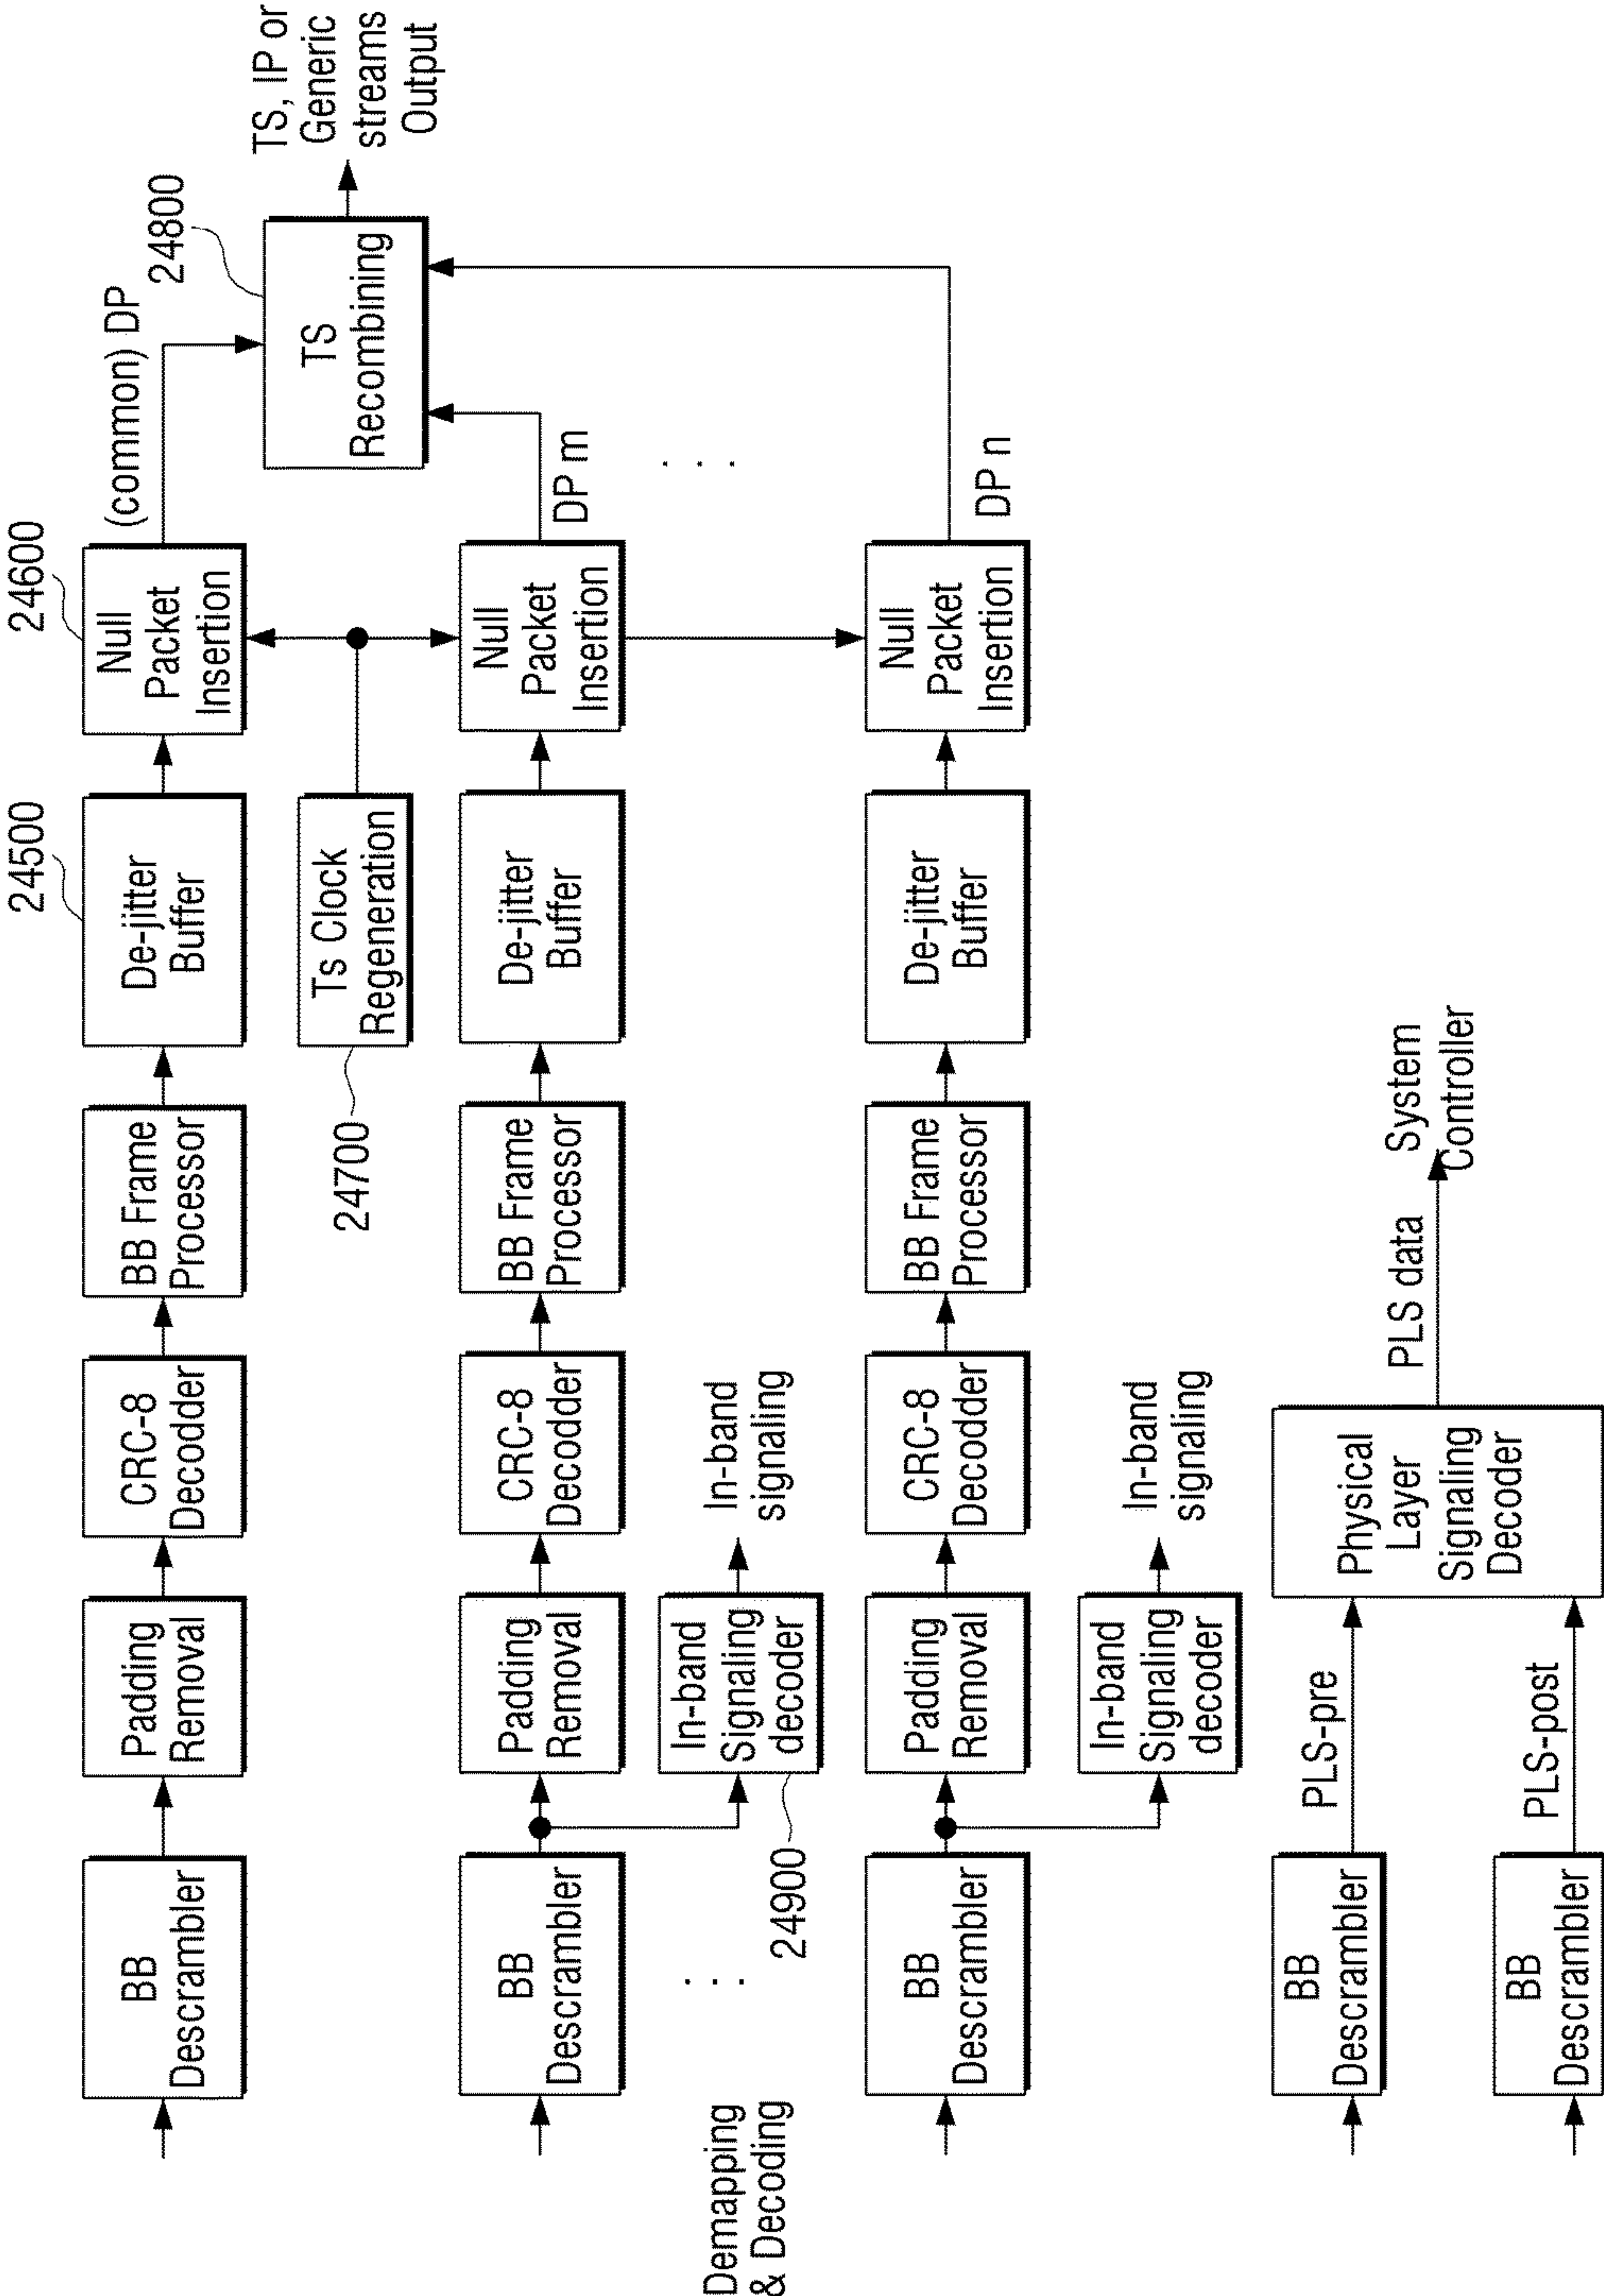 24500
24600
BB
Descrambler
Padding
Removal
CRC-8
Decodder
BB Frame
Processor
De-jitter
Buffer
Null
Packet
Insertion
(common) DP
24800
TS
Recombining
TS, IP or
Generic
streams
Output
24700
Ts Clock
Regeneration
BB
Descrambler
Padding
Removal
CRC-8
Decodder
BB Frame
Processor
De-jitter
Buffer
Null
Packet
Insertion
DP m
Demapping
& Decoding
. . .
24900
In-band
Signaling
decoder
In-band
signaling
. . .
BB
Descrambler
Padding
Removal
CRC-8
Decodder
BB Frame
Processor
De-jitter
Buffer
Null
Packet
Insertion
DP n
In-band
Signaling
decoder
In-band
signaling
BB
Descrambler
PLS-pre
Physical
Layer
Signaling
Decoder
PLS data
System
Controller
BB
Descrambler
PLS-post